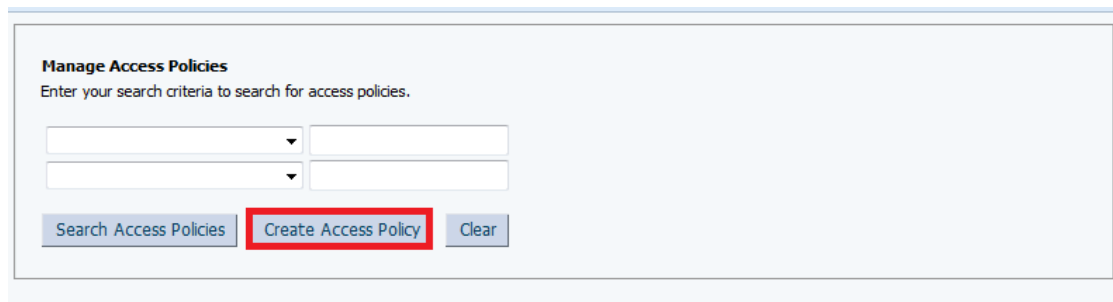 Manage Access Policies
Enter your search criteria to search for access policies.
Search Access Policies Create Access Policy Clear